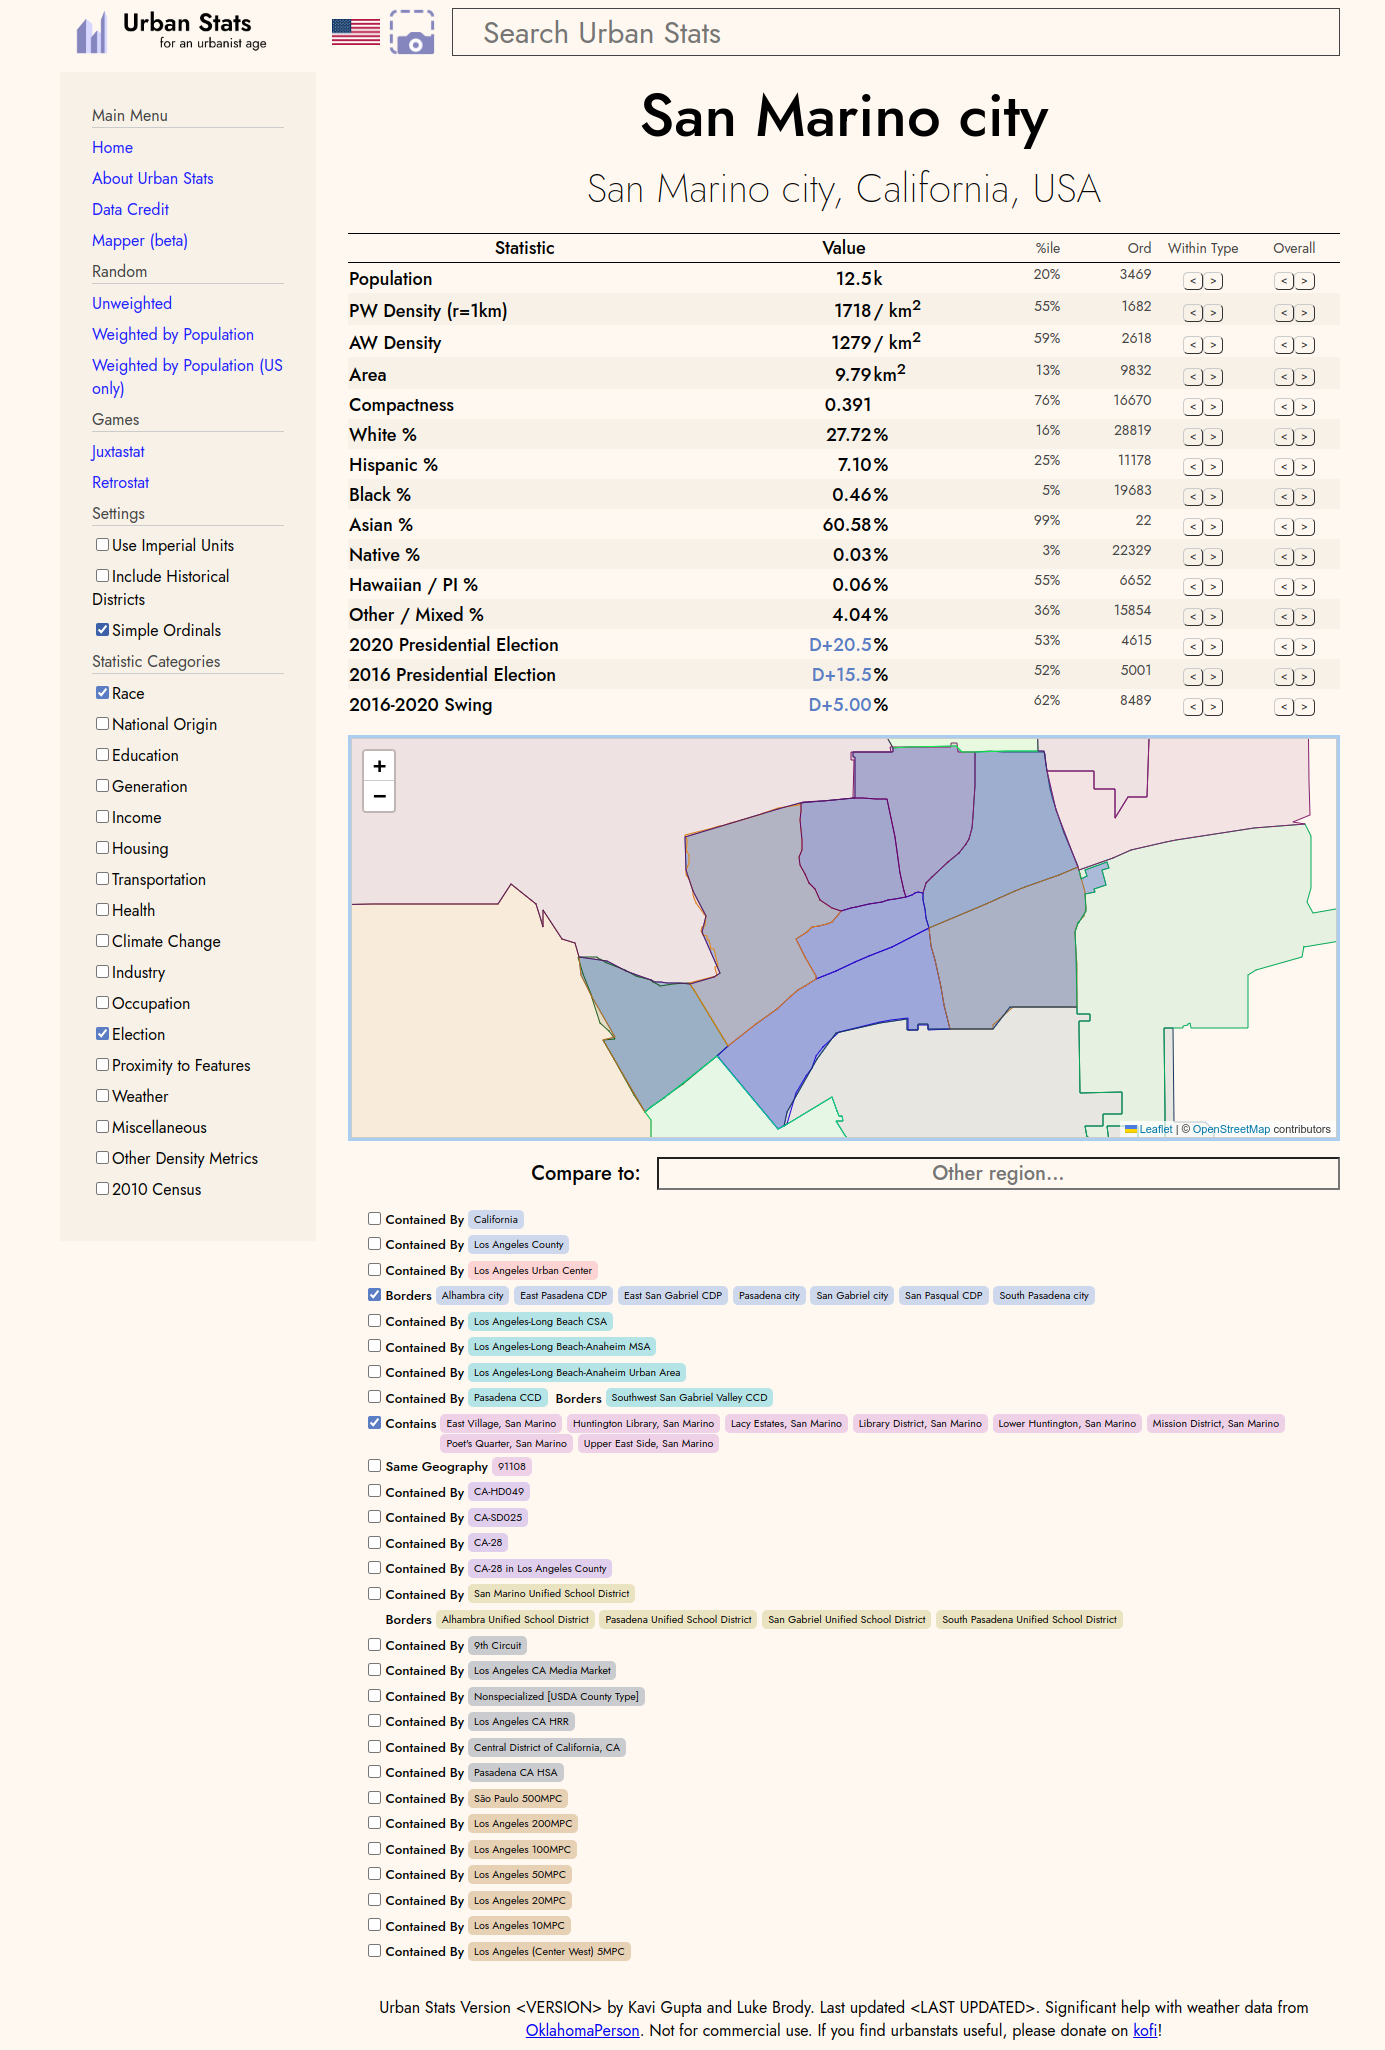 Urban Stats
for an urbanist age
Search Urban Stats
Main Menu
Home
About Urban Stats
Data Credit
Mapper (beta)
Random
Unweighted
Weighted by Population
Weighted by Population (US
only)
Games
Juxtastat
Retrostat
Settings
Use Imperial Units
Include Historical
Districts
Simple Ordinals
Statistic Categories
Race
National Origin
Education
Generation
Income
Housing
Transportation
Health
Climate Change
Industry
Occupation
Election
Proximity to Features
Weather
Miscellaneous
Other Density Metrics
2010 Census
San Marino city
San Marino city, California, USA
Statistic Value %ile Ord Within Type Overall
Population 12.5k 20% 3469 < > < >
PW Density (r=1km) 1718 / km2 55% 1682 < > < >
AW Density 1279 / km2 59% 2618 < > < >
Area 9.79 km2 13% 9832 < > < >
Compactness 0.391 76% 16670 < > < >
White % 27.72% 16% 28819 < > < >
Hispanic % 7.10% 25% 11178 < > < >
Black % 0.46% 5% 19683 < > < >
Asian % 60.58% 99% 22 < > < >
Native % 0.03% 3% 22329 < > < >
Hawaiian / PI % 0.06% 55% 6652 < > < >
Other / Mixed % 4.04% 36% 15854 < > < >
2020 Presidential Election D+20.5% 53% 4615 < > < >
2016 Presidential Election D+15.5% 52% 5001 < > < >
2016-2020 Swing D+5.00% 62% 8489 < > < >
+
−
Leaflet | © OpenStreetMap contributors
Compare to: Other region...
Contained By California
Contained By Los Angeles County
Contained By Los Angeles Urban Center
Borders Alhambra city East Pasadena CDP East San Gabriel CDP Pasadena city San Gabriel city San Pasqual CDP South Pasadena city
Contained By Los Angeles-Long Beach CSA
Contained By Los Angeles-Long Beach-Anaheim MSA
Contained By Los Angeles-Long Beach-Anaheim Urban Area
Contained By Pasadena CCD Borders Southwest San Gabriel Valley CCD
Contains East Village, San Marino Huntington Library, San Marino Lacy Estates, San Marino Library District, San Marino Lower Huntington, San Marino Mission District, San Marino
Poet's Quarter, San Marino Upper East Side, San Marino
Same Geography 91108
Contained By CA-HD049
Contained By CA-SD025
Contained By CA-28
Contained By CA-28 in Los Angeles County
Contained By San Marino Unified School District
Borders Alhambra Unified School District Pasadena Unified School District San Gabriel Unified School District South Pasadena Unified School District
Contained By 9th Circuit
Contained By Los Angeles CA Media Market
Contained By Nonspecialized [USDA County Type]
Contained By Los Angeles CA HRR
Contained By Central District of California, CA
Contained By Pasadena CA HSA
Contained By São Paulo 500MPC
Contained By Los Angeles 200MPC
Contained By Los Angeles 100MPC
Contained By Los Angeles 50MPC
Contained By Los Angeles 20MPC
Contained By Los Angeles 10MPC
Contained By Los Angeles (Center West) 5MPC
Urban Stats Version <VERSION> by Kavi Gupta and Luke Brody. Last updated <LAST UPDATED>. Significant help with weather data from
OklahomaPerson. Not for commercial use. If you find urbanstats useful, please donate on kofi!